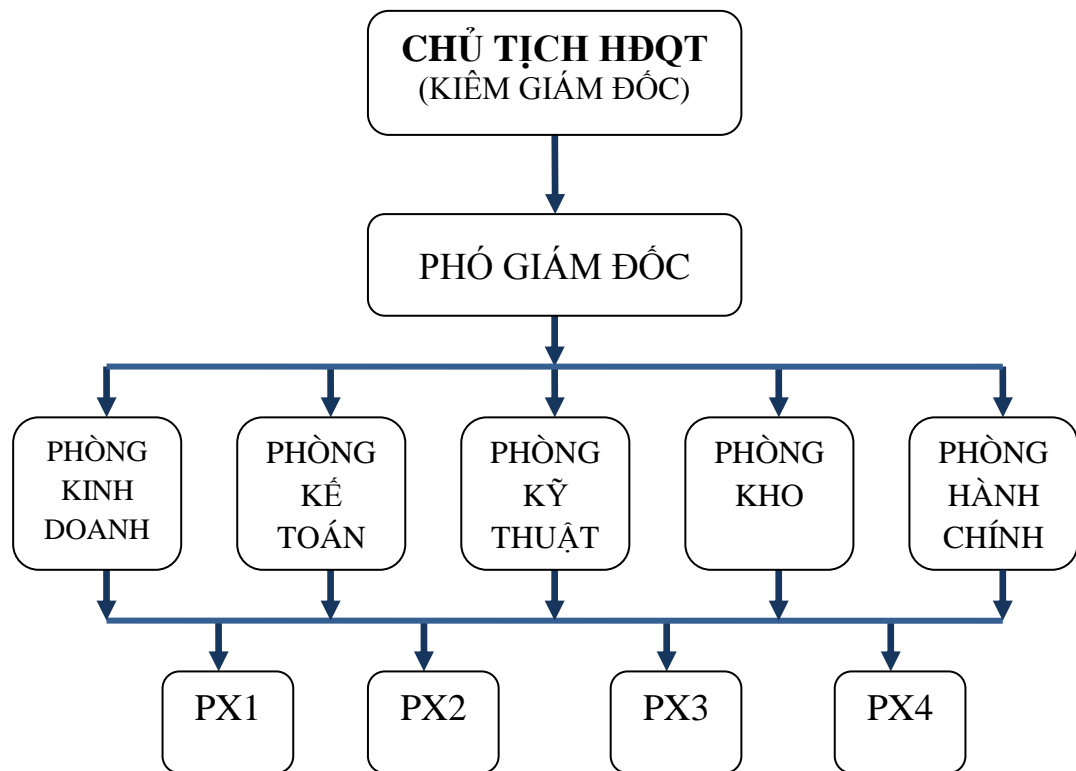 CHỦ TỊCH HĐQT
(KIÊM GIÁM ĐỐC)
PHÓ GIÁM ĐỐC
PHÒNG
KINH
DOANH
PHÒNG
KẾ
TOÁN
PHÒNG
KỸ
THUẬT
PHÒNG
KHO
PHÒNG
HÀNH
CHÍNH
PX1
PX2
PX3
PX4